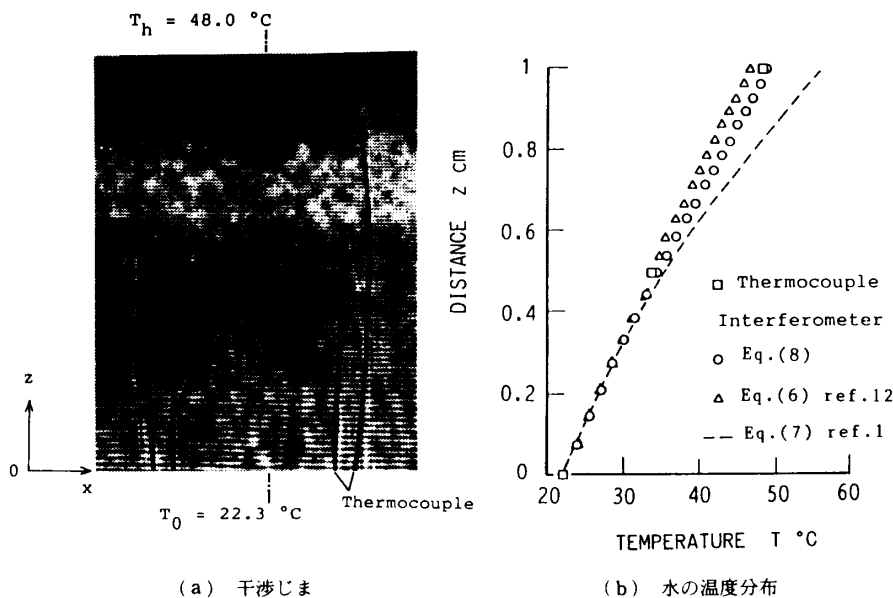 T_h = 48.0 °C
z
0
x
Thermocouple
T_0 = 22.3 °C
(a) 干渉じま
1
0.8
0.6
0.4
0.2
0
DISTANCE z cm
20 30 40 50 60
TEMPERATURE T °C
□ Thermocouple
Interferometer
○ Eq.(8)
△ Eq.(6) ref.12
--- Eq.(7) ref.1
(b) 水の温度分布